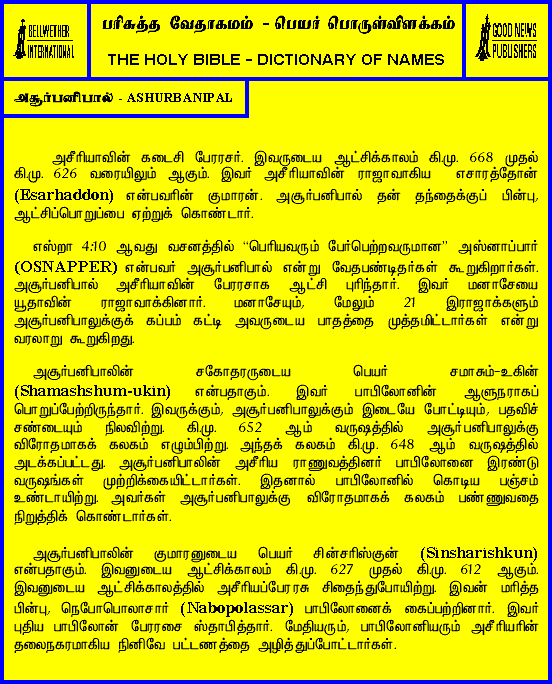 BELLWETHER
INTERNATIONAL
பரிசுத்த வேதாகமம் - பெயர் பொருள்விளக்கம்
THE HOLY BIBLE - DICTIONARY OF NAMES
GOOD NEWS
PUBLISHERS
அசூர்பனிபால் - ASHURBANIPAL
அசீரியாவின் கடைசி பேரரசர். இவருடைய ஆட்சிக்காலம் கி.மு. 668 முதல்
கி.மு. 626 வரையிலும் ஆகும். இவர் அசீரியாவின் ராஜாவாகிய எசாரத்தோன்
(Esarhaddon) என்பவரின் குமாரன். அசூர்பனிபால் தன் தந்தைக்குப் பின்பு,
ஆட்சிப்பொறுப்பை ஏற்றுக் கொண்டார்.
எஸ்றா 4:10 ஆவது வசனத்தில் “பெரியவரும் பேர்பெற்றவருமான” அஸ்னாப்பார்
(OSNAPPER) என்பவர் அசூர்பனிபால் என்று வேதபண்டிதர்கள் கூறுகிறார்கள்.
அசூர்பனிபால் அசீரியாவின் பேரரசாக ஆட்சி புரிந்தார். இவர் மனாசேயை
யூதாவின் ராஜாவாக்கினார். மனாசேயும், மேலும் 21 இராஜாக்களும்
அசூர்பனிபாலுக்குக் கப்பம் கட்டி அவருடைய பாதத்தை முத்தமிட்டார்கள் என்று
வரலாறு கூறுகிறது.
அசூர்பனிபாலின் சகோதரருடைய பெயர் சமாசும்-உகின்
(Shamashshum-ukin) என்பதாகும். இவர் பாபிலோனின் ஆளுநராகப்
பொறுப்பேற்றிருந்தார். இவருக்கும், அசூர்பனிபாலுக்கும் இடையே போட்டியும், பதவிச்
சண்டையும் நிலவிற்று. கி.மு. 652 ஆம் வருஷத்தில் அசூர்பனிபாலுக்கு
விரோதமாகக் கலகம் எழும்பிற்று. அந்தக் கலகம் கி.மு. 648 ஆம் வருஷத்தில்
அடக்கப்பட்டது. அசூர்பனிபாலின் அசீரிய ராணுவத்தினர் பாபிலோனை இரண்டு
வருஷங்கள் முற்றிக்கையிட்டார்கள். இதனால் பாபிலோனில் கொடிய பஞ்சம்
உண்டாயிற்று. அவர்கள் அசூர்பனிபாலுக்கு விரோதமாகக் கலகம் பண்ணுவதை
நிறுத்திக் கொண்டார்கள்.
அசூர்பனிபாலின் குமாரனுடைய பெயர் சின்சரிஸ்குன் (Sinsharishkun)
என்பதாகும். இவனுடைய ஆட்சிக்காலம் கி.மு. 627 முதல் கி.மு. 612 ஆகும்.
இவனுடைய ஆட்சிக்காலத்தில் அசீரியப்பேரரசு சிதைந்துபோயிற்று. இவன் மரித்த
பின்பு, நெபோபொலாசார் (Nabopolassar) பாபிலோனைக் கைப்பற்றினார். இவர்
புதிய பாபிலோன் பேரரசை ஸ்தாபித்தார். மேதியரும், பாபிலோனியரும் அசீரியரின்
தலைநகரமாகிய நினிவே பட்டணத்தை அழித்துப்போட்டார்கள்.